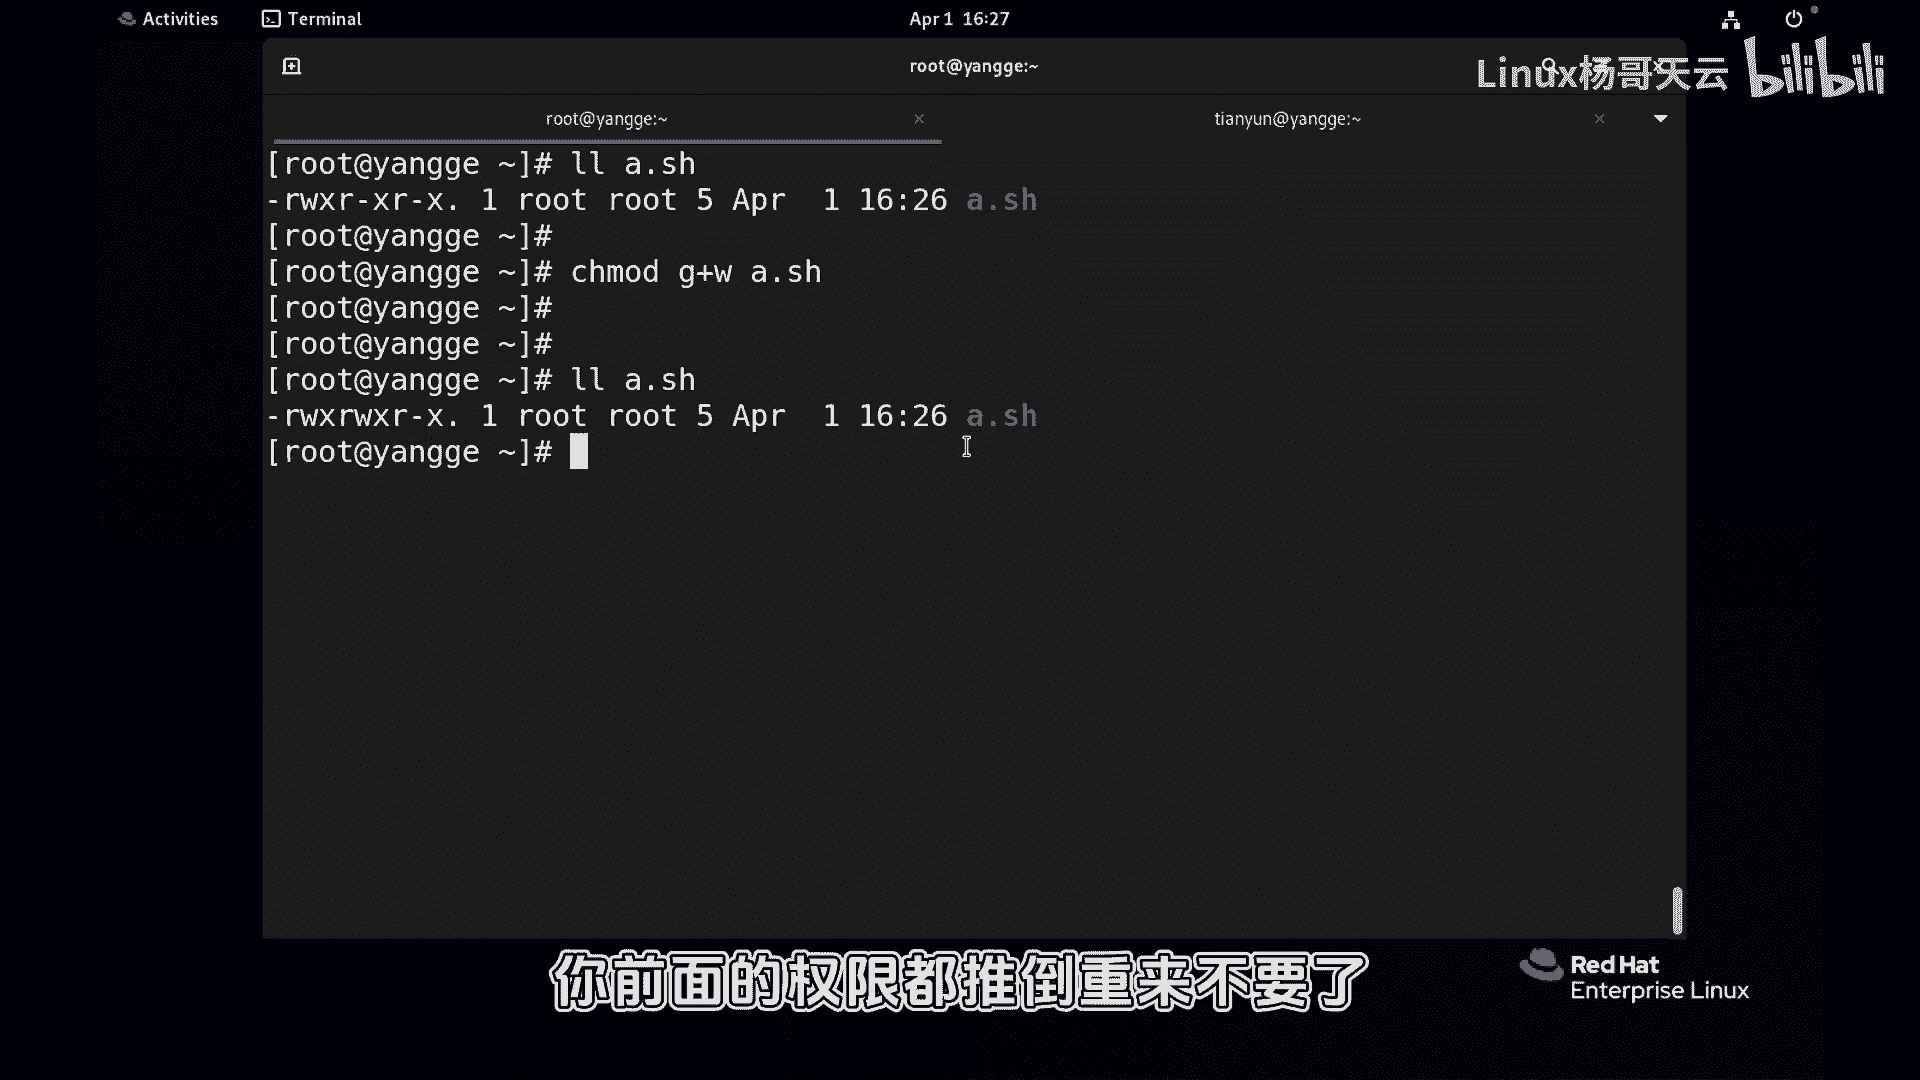 Activities Terminal Apr 1 16:27
root@yangge:~
Linux杨哥天云 bilibili
root@yangge:~ tianyun@yangge:~
[root@yangge ~]# ll a.sh
-rwxr-xr-x. 1 root root 5 Apr  1 16:26 a.sh
[root@yangge ~]#
[root@yangge ~]# chmod g+w a.sh
[root@yangge ~]#
[root@yangge ~]#
[root@yangge ~]# ll a.sh
-rwxrwxr-x. 1 root root 5 Apr  1 16:26 a.sh
[root@yangge ~]#
你前面的权限都推倒重来不要了
Red Hat
Enterprise Linux